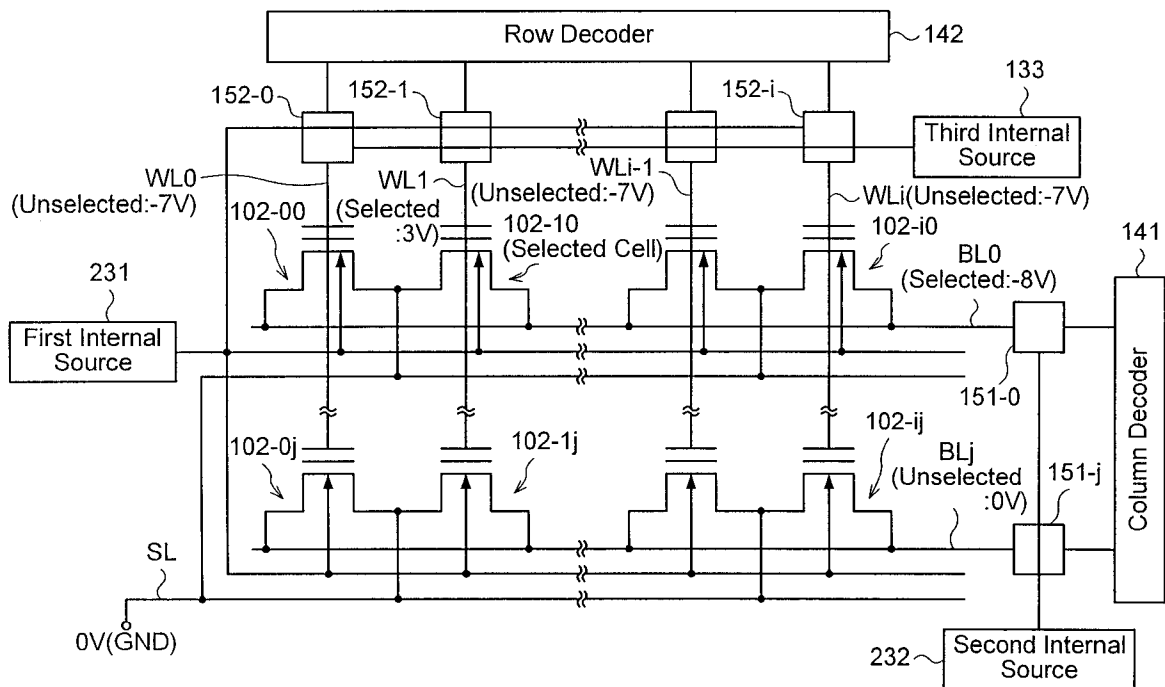 Row Decoder
142
152-0
152-1
152-i
133
Third Internal
Source
WL0
(Unselected:-7V)
WL1
(Selected
:3V)
WLi-1
(Unselected:-7V)
WLi(Unselected:-7V)
102-00
102-10
(Selected Cell)
102-i0
141
BL0
(Selected:-8V)
231
First Internal
Source
151-0
Column Decoder
102-0j
102-1j
102-ij
BLj
(Unselected
:0V)
151-j
SL
0V(GND)
232
Second Internal
Source